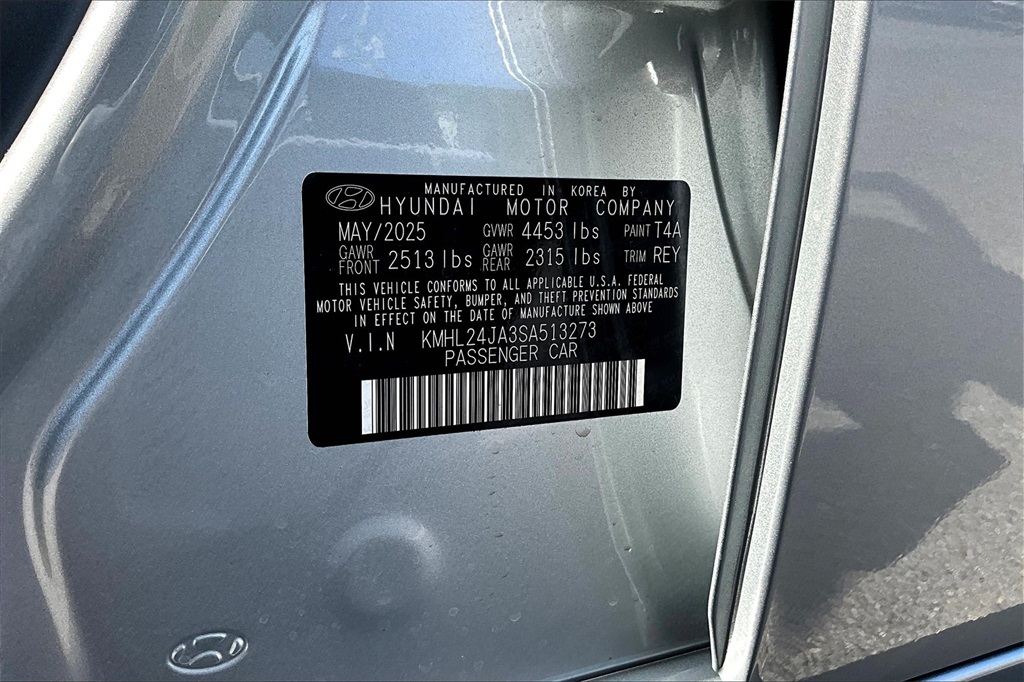 MANUFACTURED IN KOREA BY
HYUNDAI MOTOR COMPANY
MAY/2025 GVWR 4453 lbs PAINT T4A
GAWR FRONT 2513 lbs GAWR REAR 2315 lbs TRIM REY
THIS VEHICLE CONFORMS TO ALL APPLICABLE U.S.A. FEDERAL
MOTOR VEHICLE SAFETY, BUMPER, AND THEFT PREVENTION STANDARDS
IN EFFECT ON THE DATE OF MANUFACTURE SHOWN ABOVE
V.I.N KMHL24JA3SA513273
PASSENGER CAR